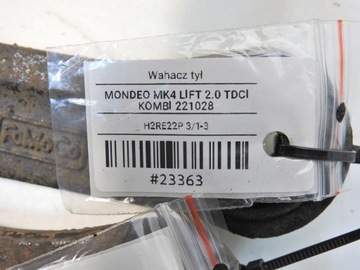 Wahacz tył
MONDEO MK4 LIFT 2.0 TDCI
KOMBI 221028
H2RE22P 3/1-3
#23363